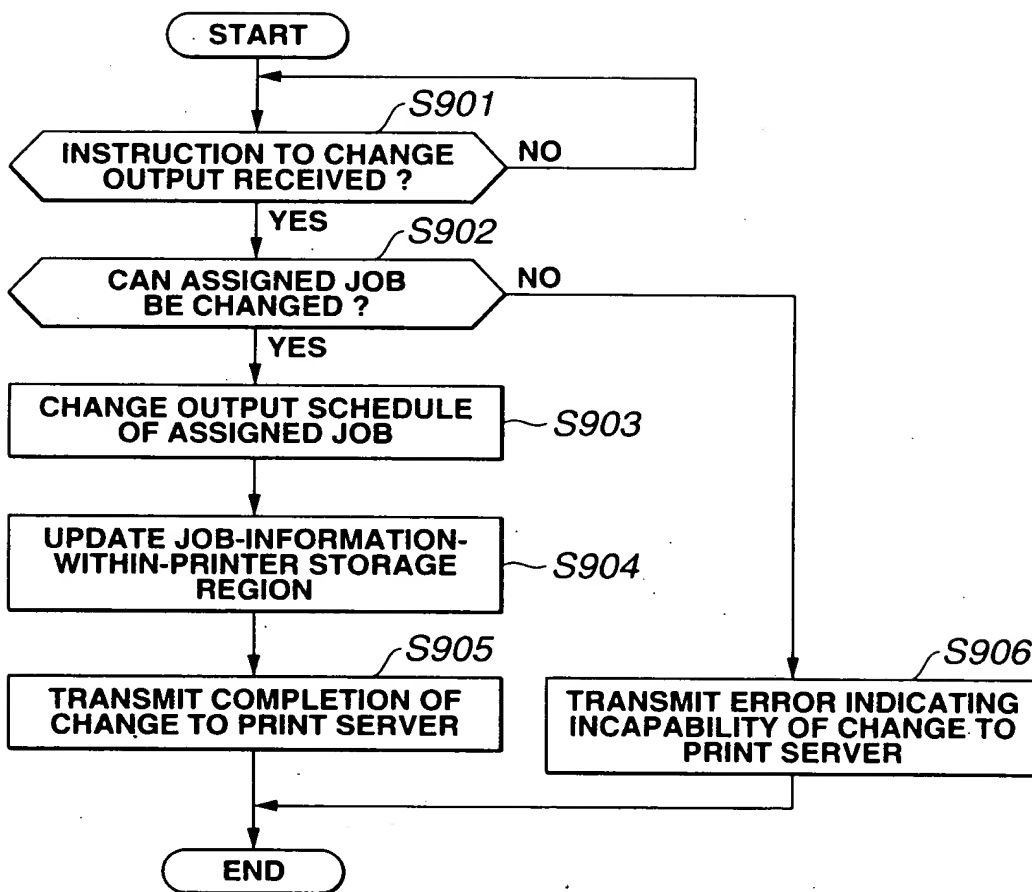 START
S901
INSTRUCTION TO CHANGE
OUTPUT RECEIVED ?
NO
YES
S902
CAN ASSIGNED JOB
BE CHANGED ?
NO
YES
CHANGE OUTPUT SCHEDULE
OF ASSIGNED JOB
S903
UPDATE JOB-INFORMATION-
WITHIN-PRINTER STORAGE
REGION
S904
S905
TRANSMIT COMPLETION OF
CHANGE TO PRINT SERVER
S906
TRANSMIT ERROR INDICATING
INCAPABILITY OF CHANGE TO
PRINT SERVER
END